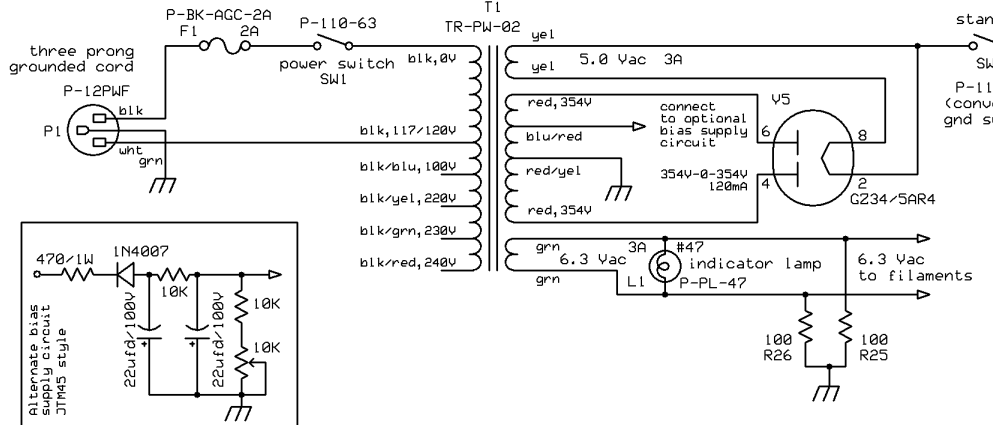 P-BK-AGC-2A
F1
2A
P-110-63
power switch
SW1
three prong
grounded cord
P-12PWF
P1
blk
wht
grn
T1
TR-PW-02
blk,0V
blk,117/120V
blk/blu,100V
blk/yel,220V
blk/grn,230V
blk/red,240V
yel
yel
5.0 Vac 3A
red,354V
blu/red
red/yel
red,354V
connect
to optional
bias supply
circuit
354V-0-354V
120mA
V5
6
4
8
2
GZ34/5AR4
stan
SW
P-11
(conv
gnd s
grn
6.3 Vac
grn
3A
#47
indicator lamp
L1
P-PL-47
6.3 Vac
to filaments
100
R26
100
R25
470/1W
1N4007
10K
10K
10K
22ufd/100V
22ufd/100V
Alternate bias
supply circuit
JTM45 style